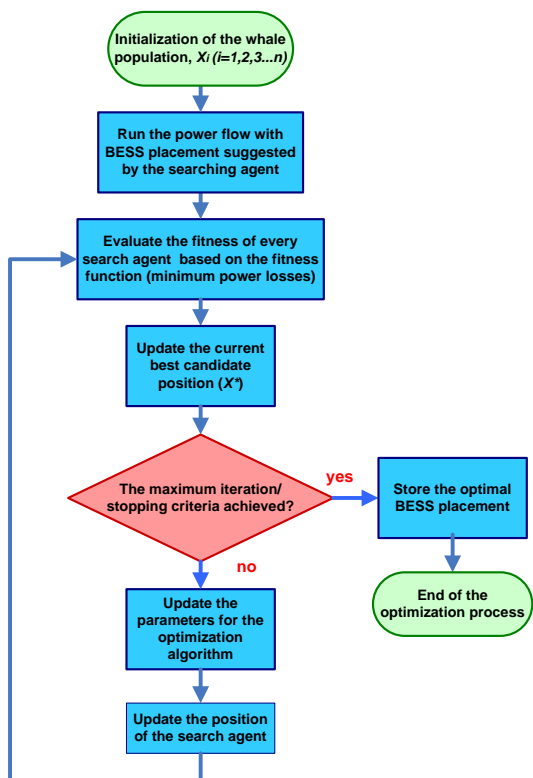 Initialization of the whale
population, Xi (i=1,2,3...n)
Run the power flow with
BESS placement suggested
by the searching agent
Evaluate the fitness of every
search agent based on the fitness
function (minimum power losses)
Update the current
best candidate
position (X*)
The maximum iteration/
stopping criteria achieved?
yes
Store the optimal
BESS placement
no
End of the
optimization process
Update the
parameters for the
optimization
algorithm
Update the position
of the search agent